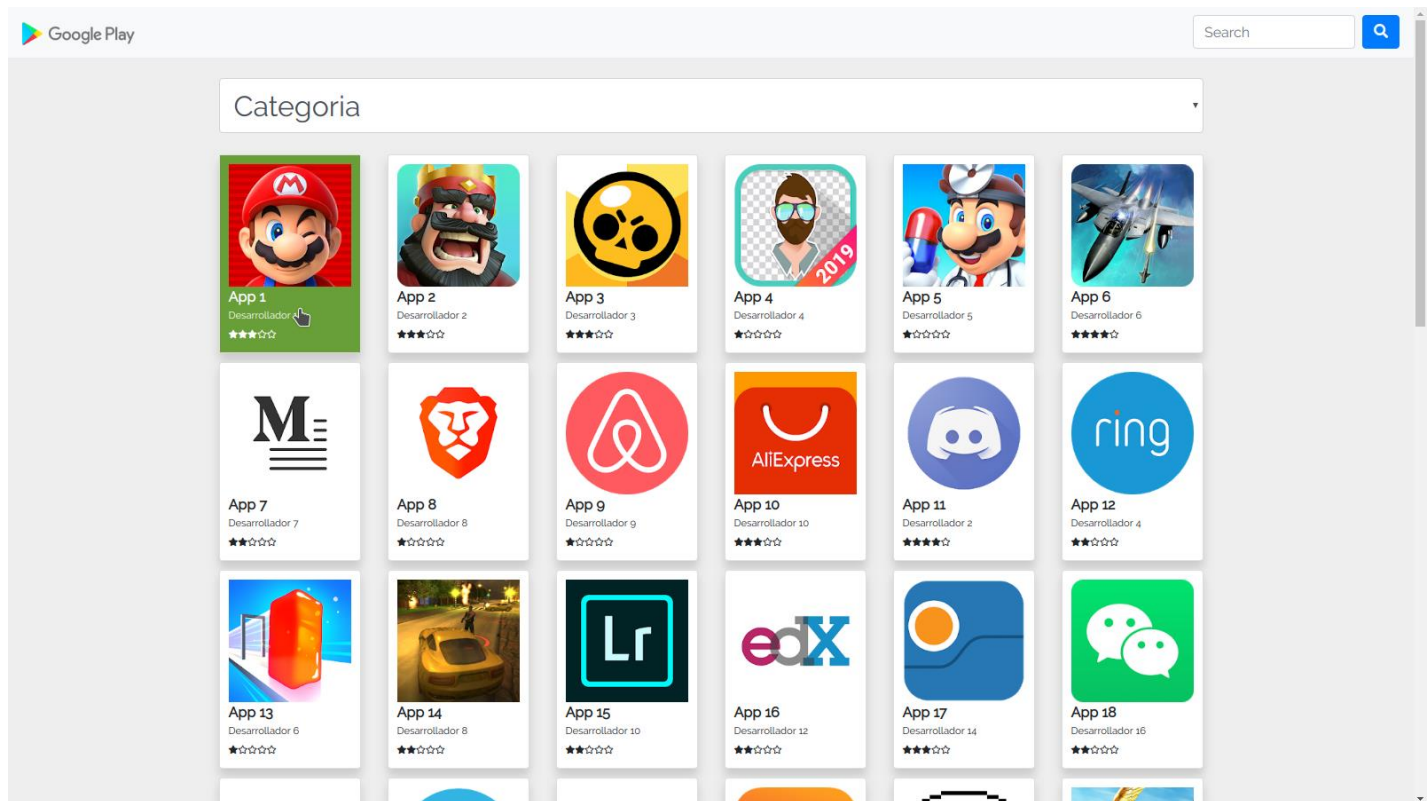 Google Play
Search
Categoria
2019
App 1
App 2
App 3
App 4
App 5
App 6
Desarrollador
Desarrollador 2
Desarrollador 3
Desarrollador 4
Desarrollador 5
Desarrollador 6
M
AliExpress
ring
App 7
App 8
App 9
App 10
App 11
App 12
Desarrollador 7
Desarrollador 8
Desarrollador 9
Desarrollador 10
Desarrollador 2
Desarrollador 4
Lr
edX
App 13
App 14
App 15
App 16
App 17
App 18
Desarrollador 6
Desarrollador 8
Desarrollador 10
Desarrollador 12
Desarrollador 14
Desarrollador 16